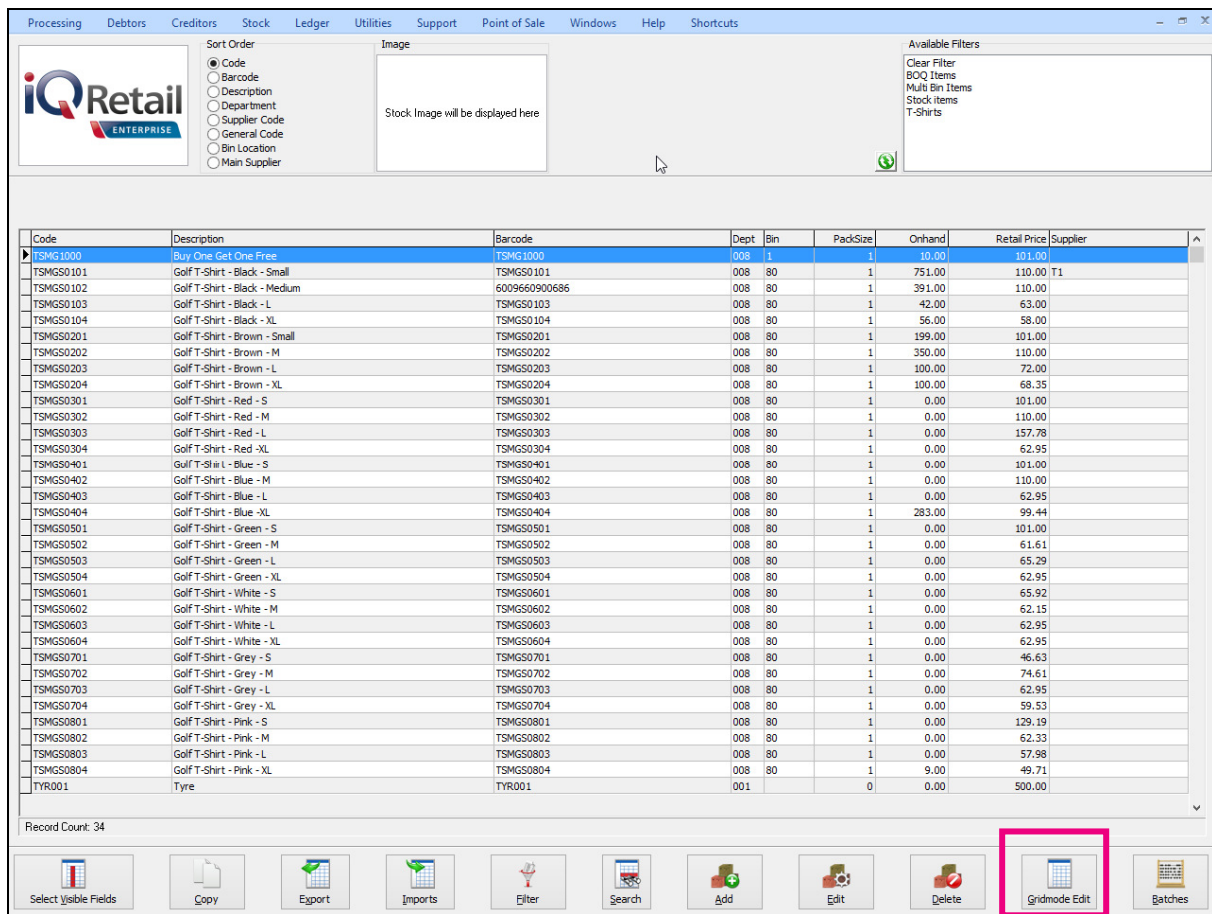 Processing Debtors Creditors Stock Ledger Utilities Support Point of Sale Windows Help Shortcuts
iQ Retail
ENTERPRISE
Sort Order
Code
Barcode
Description
Department
Supplier Code
General Code
Bin Location
Main Supplier
Image
Stock Image will be displayed here
Available Filters
Clear Filter
BOQ Items
Multi Bin Items
Stock items
T-Shirts
Code Description Barcode Dept Bin PackSize Onhand Retail Price Supplier
TSMG1000 Buy One Get One Free TSMG1000 008 1 1 10.00 101.00
TSMGS0101 Golf T-Shirt - Black - Small TSMGS0101 008 80 1 751.00 110.00 T1
TSMGS0102 Golf T-Shirt - Black - Medium 6009660900686 008 80 1 391.00 110.00
TSMGS0103 Golf T-Shirt - Black - L TSMGS0103 008 80 1 42.00 63.00
TSMGS0104 Golf T-Shirt - Black - XL TSMGS0104 008 80 1 56.00 58.00
TSMGS0201 Golf T-Shirt - Brown - Small TSMGS0201 008 80 1 199.00 101.00
TSMGS0202 Golf T-Shirt - Brown - M TSMGS0202 008 80 1 350.00 110.00
TSMGS0203 Golf T-Shirt - Brown - L TSMGS0203 008 80 1 100.00 72.00
TSMGS0204 Golf T-Shirt - Brown - XL TSMGS0204 008 80 1 100.00 68.35
TSMGS0301 Golf T-Shirt - Red - S TSMGS0301 008 80 1 0.00 101.00
TSMGS0302 Golf T-Shirt - Red - M TSMGS0302 008 80 1 0.00 110.00
TSMGS0303 Golf T-Shirt - Red - L TSMGS0303 008 80 1 0.00 157.78
TSMGS0304 Golf T-Shirt - Red -XL TSMGS0304 008 80 1 0.00 62.95
TSMGS0401 Golf T-Shirt - Blue - S TSMGS0401 008 80 1 0.00 101.00
TSMGS0402 Golf T-Shirt - Blue - M TSMGS0402 008 80 1 0.00 110.00
TSMGS0403 Golf T-Shirt - Blue - L TSMGS0403 008 80 1 0.00 62.95
TSMGS0404 Golf T-Shirt - Blue -XL TSMGS0404 008 80 1 283.00 99.44
TSMGS0501 Golf T-Shirt - Green - S TSMGS0501 008 80 1 0.00 101.00
TSMGS0502 Golf T-Shirt - Green - M TSMGS0502 008 80 1 0.00 61.61
TSMGS0503 Golf T-Shirt - Green - L TSMGS0503 008 80 1 0.00 65.29
TSMGS0504 Golf T-Shirt - Green - XL TSMGS0504 008 80 1 0.00 62.95
TSMGS0601 Golf T-Shirt - White - S TSMGS0601 008 80 1 0.00 65.92
TSMGS0602 Golf T-Shirt - White - M TSMGS0602 008 80 1 0.00 62.15
TSMGS0603 Golf T-Shirt - White - L TSMGS0603 008 80 1 0.00 62.95
TSMGS0604 Golf T-Shirt - White - XL TSMGS0604 008 80 1 0.00 62.95
TSMGS0701 Golf T-Shirt - Grey - S TSMGS0701 008 80 1 0.00 46.63
TSMGS0702 Golf T-Shirt - Grey - M TSMGS0702 008 80 1 0.00 74.61
TSMGS0703 Golf T-Shirt - Grey - L TSMGS0703 008 80 1 0.00 62.95
TSMGS0704 Golf T-Shirt - Grey - XL TSMGS0704 008 80 1 0.00 59.53
TSMGS0801 Golf T-Shirt - Pink - S TSMGS0801 008 80 1 0.00 129.19
TSMGS0802 Golf T-Shirt - Pink - M TSMGS0802 008 80 1 0.00 62.33
TSMGS0803 Golf T-Shirt - Pink - L TSMGS0803 008 80 1 0.00 57.98
TSMGS0804 Golf T-Shirt - Pink - XL TSMGS0804 008 80 1 9.00 49.71
TYR001 Tyre TYR001 001 0 0.00 500.00
Record Count: 34
Select Visible Fields Copy Export Imports Filter Search Add Edit Delete Gridmode Edit Batches